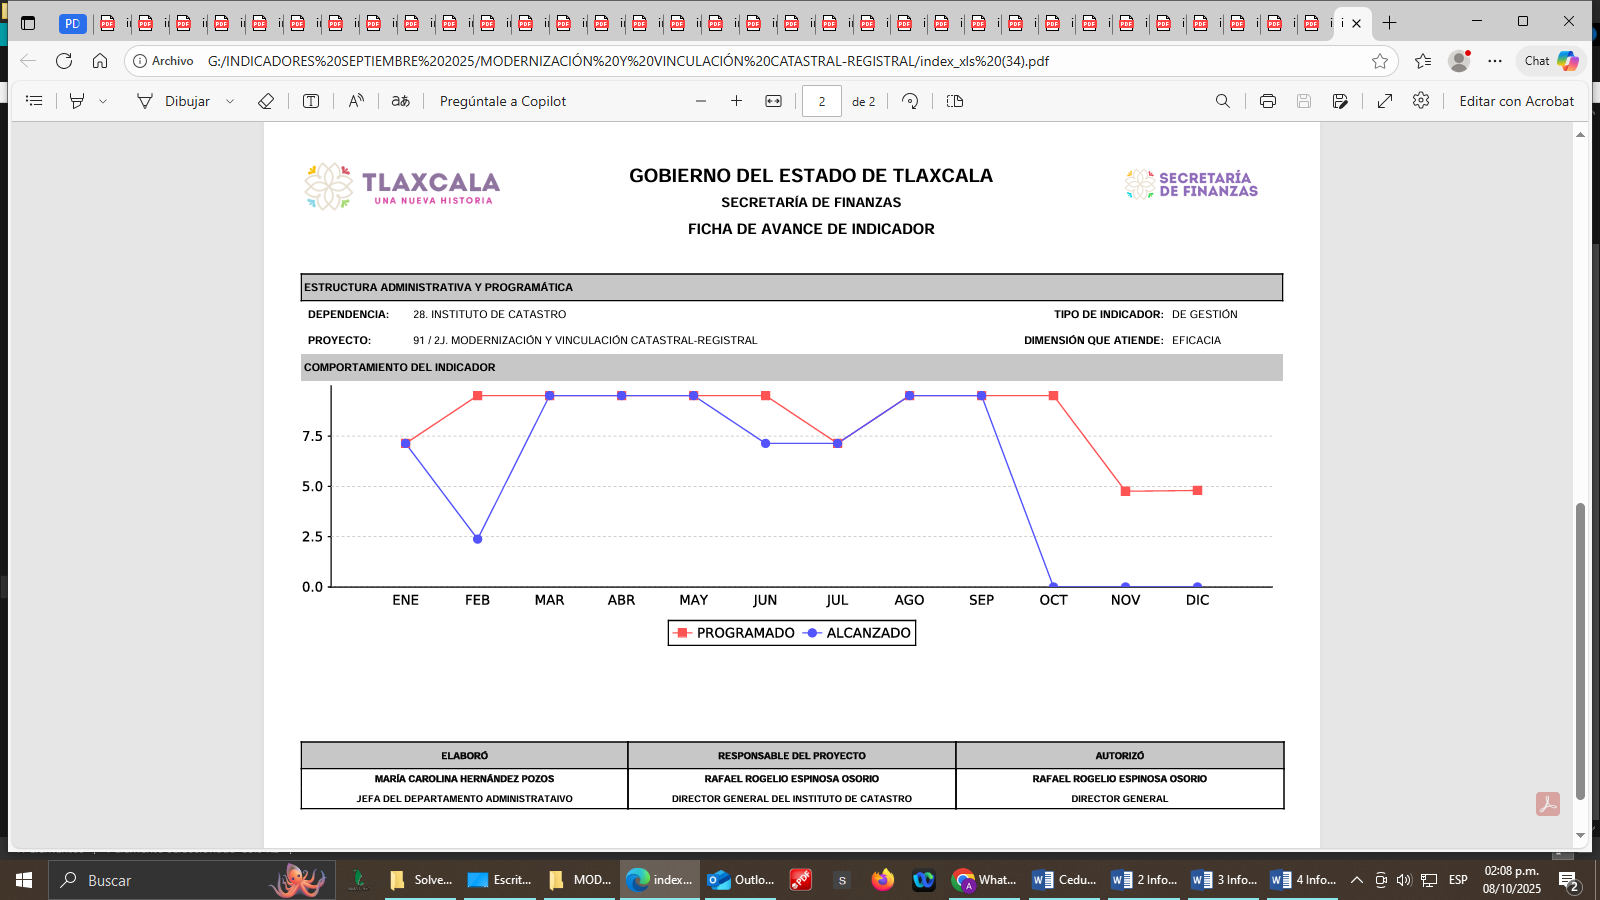 PD
Archivo G:/INDICADORES%20SEPTIEMBRE%202025/MODERNIZACIÓN%20Y%20VINCULACIÓN%20CATASTRAL-REGISTRAL/index_xls%20(34).pdf
Chat
Dibujar
Pregúntale a Copilot
2 de 2
Editar con Acrobat
TLAXCALA
UNA NUEVA HISTORIA
GOBIERNO DEL ESTADO DE TLAXCALA
SECRETARÍA DE FINANZAS
FICHA DE AVANCE DE INDICADOR
SECRETARÍA
DE FINANZAS
ESTRUCTURA ADMINISTRATIVA Y PROGRAMÁTICA
DEPENDENCIA: 28. INSTITUTO DE CATASTRO TIPO DE INDICADOR: DE GESTIÓN
PROYECTO: 91 / 2J. MODERNIZACIÓN Y VINCULACIÓN CATASTRAL-REGISTRAL DIMENSIÓN QUE ATIENDE: EFICACIA
COMPORTAMIENTO DEL INDICADOR
7.5
5.0
2.5
0.0
ENE FEB MAR ABR MAY JUN JUL AGO SEP OCT NOV DIC
PROGRAMADO ALCANZADO
ELABORÓ RESPONSABLE DEL PROYECTO AUTORIZÓ
MARÍA CAROLINA HERNÁNDEZ POZOS RAFAEL ROGELIO ESPINOSA OSORIO RAFAEL ROGELIO ESPINOSA OSORIO
JEFA DEL DEPARTAMENTO ADMINISTRATAIVO DIRECTOR GENERAL DEL INSTITUTO DE CATASTRO DIRECTOR GENERAL
Buscar
Solve... Escrit... MOD... index... Outlo... What... Cedu... 2 Info... 3 Info... 4 Info... ESP
02:08 p.m.
08/10/2025
2